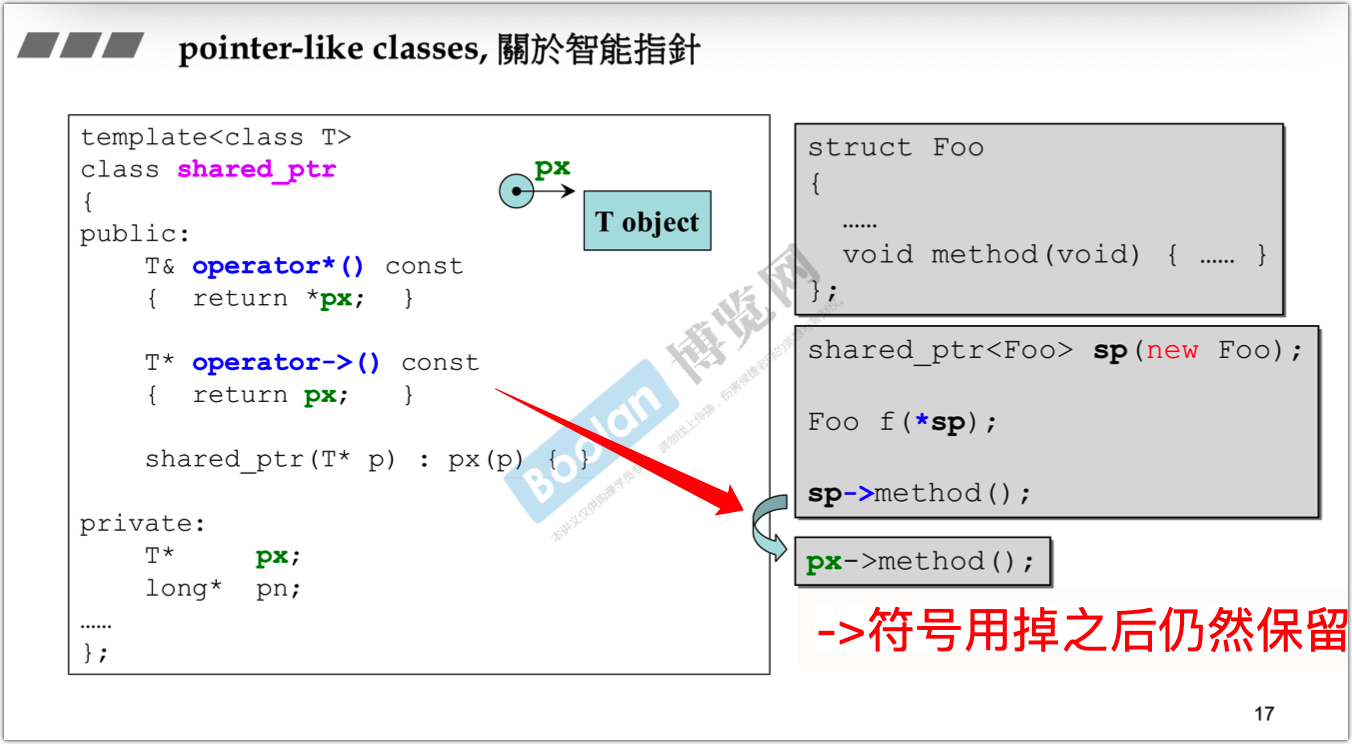 pointer-like classes, 關於智能指針
template<class T>
class shared_ptr
{
public:
T& operator*() const
{ return *px; }
T* operator->() const
{ return px; }
shared_ptr(T* p) : px(p) { }
private:
T* px;
long* pn;
……
};
px
T object
struct Foo
{
……
void method(void) { …… }
};
shared_ptr<Foo> sp(new Foo);
Foo f(*sp);
sp->method();
px->method();
->符号用掉之后仍然保留
Boolan 博览网
17